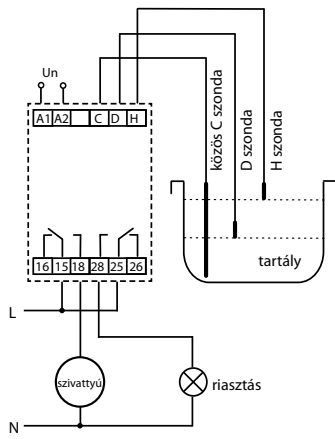 Un
A1 A2 C D H
közös C szonda
D szonda
H szonda
tartály
16 15 18 28 25 26
L
szivattyú
riasztás
N